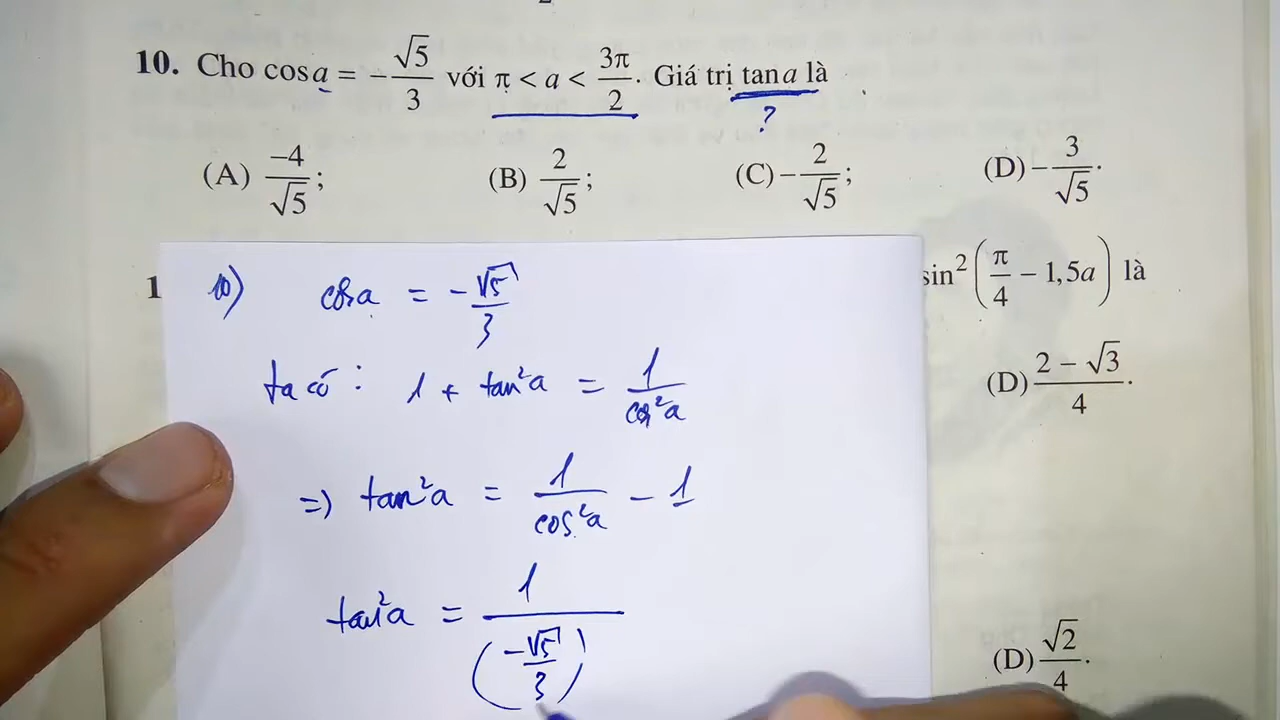 10. Cho cos a = -√5/3 với π < a < 3π/2. Giá trị tan a là
?
(A) -4/√5; (B) 2/√5; (C) -2/√5; (D) -3/√5.
1
sin²(π/4 - 1,5a) là
(D) (2 - √3)/4.
(D) √2/4.
10) cos a = -√5/3
ta có: 1 + tan²a = 1/cos²a
=> tan²a = 1/cos²a - 1
tan²a = 1/(-√5/3)